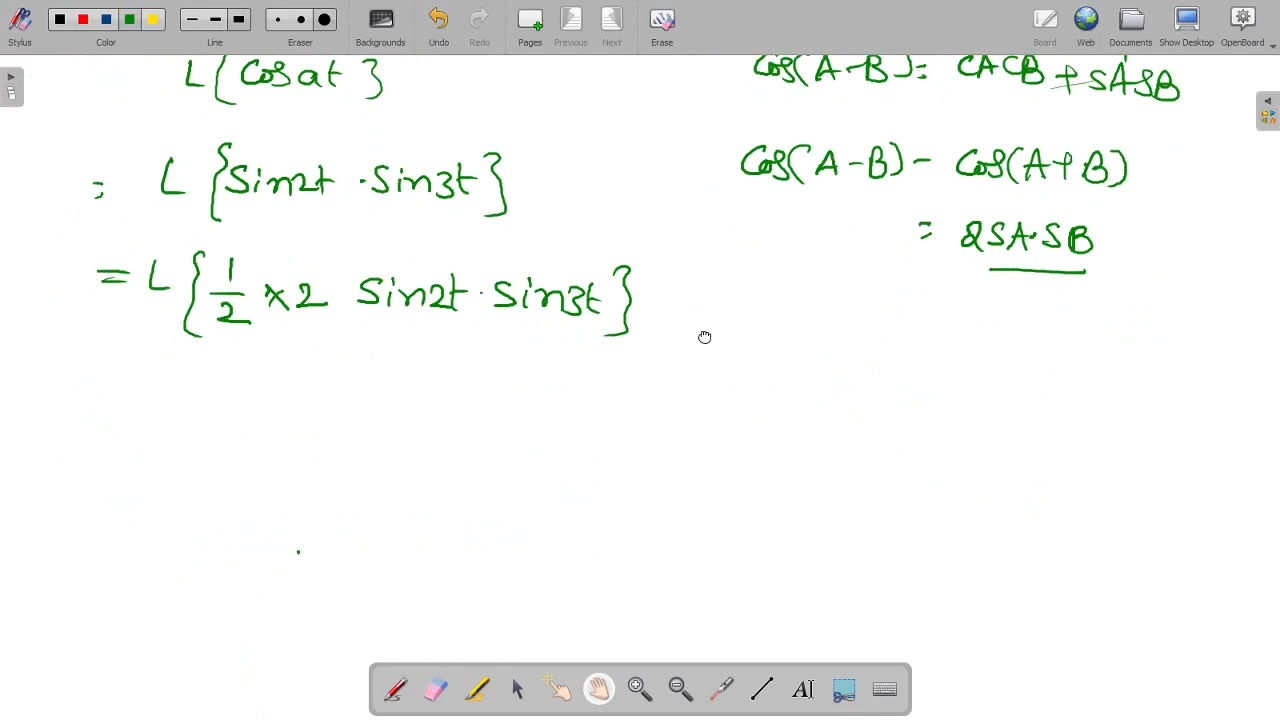 Stylus Color Line Eraser Backgrounds Undo Redo Pages Previous Next Erase Board Web Documents Show Desktop OpenBoard
L{Cos at}
= L{Sin2t · Sin3t}
= L{1/2 × 2 Sin2t · Sin3t}
Cos(A-B) = CACB + SASB
Cos(A-B) - Cos(A+B)
= 2SA·SB